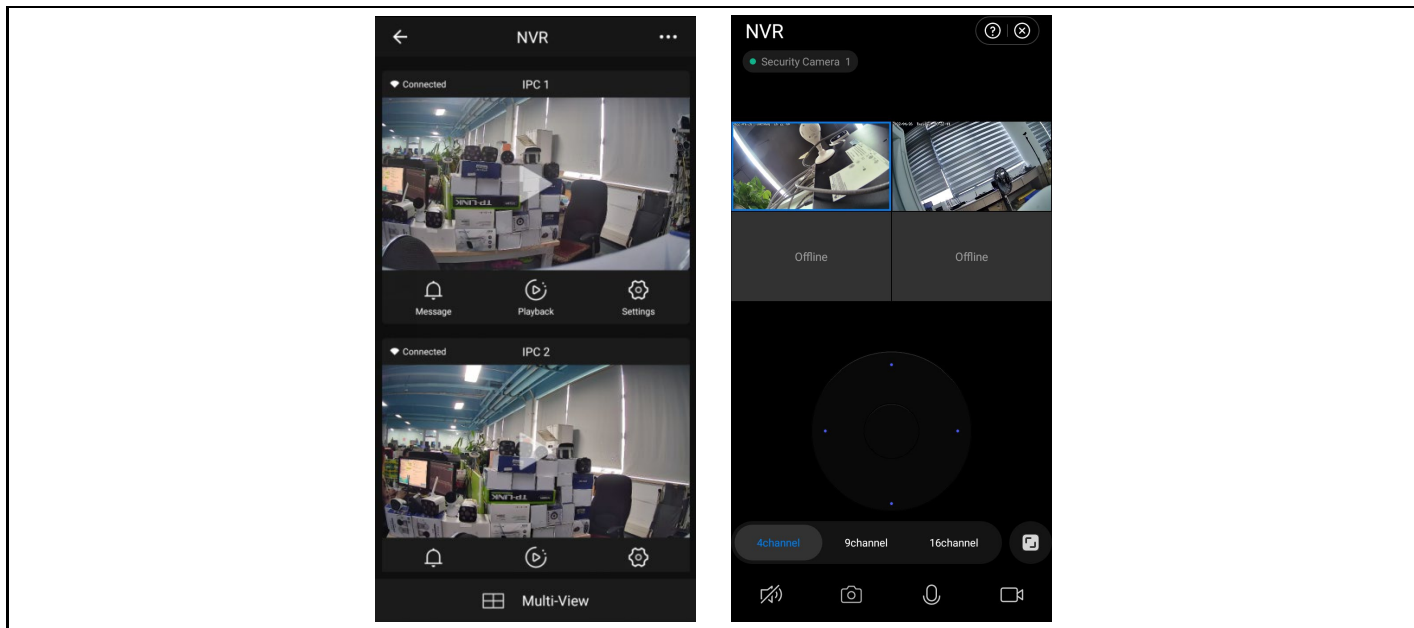 NVR
Connected
IPC 1
TP-LINK
Message
Playback
Settings
Connected
IPC 2
TP-LINK
Multi-View
NVR
Security Camera 1
Offline
Offline
4channel
9channel
16channel